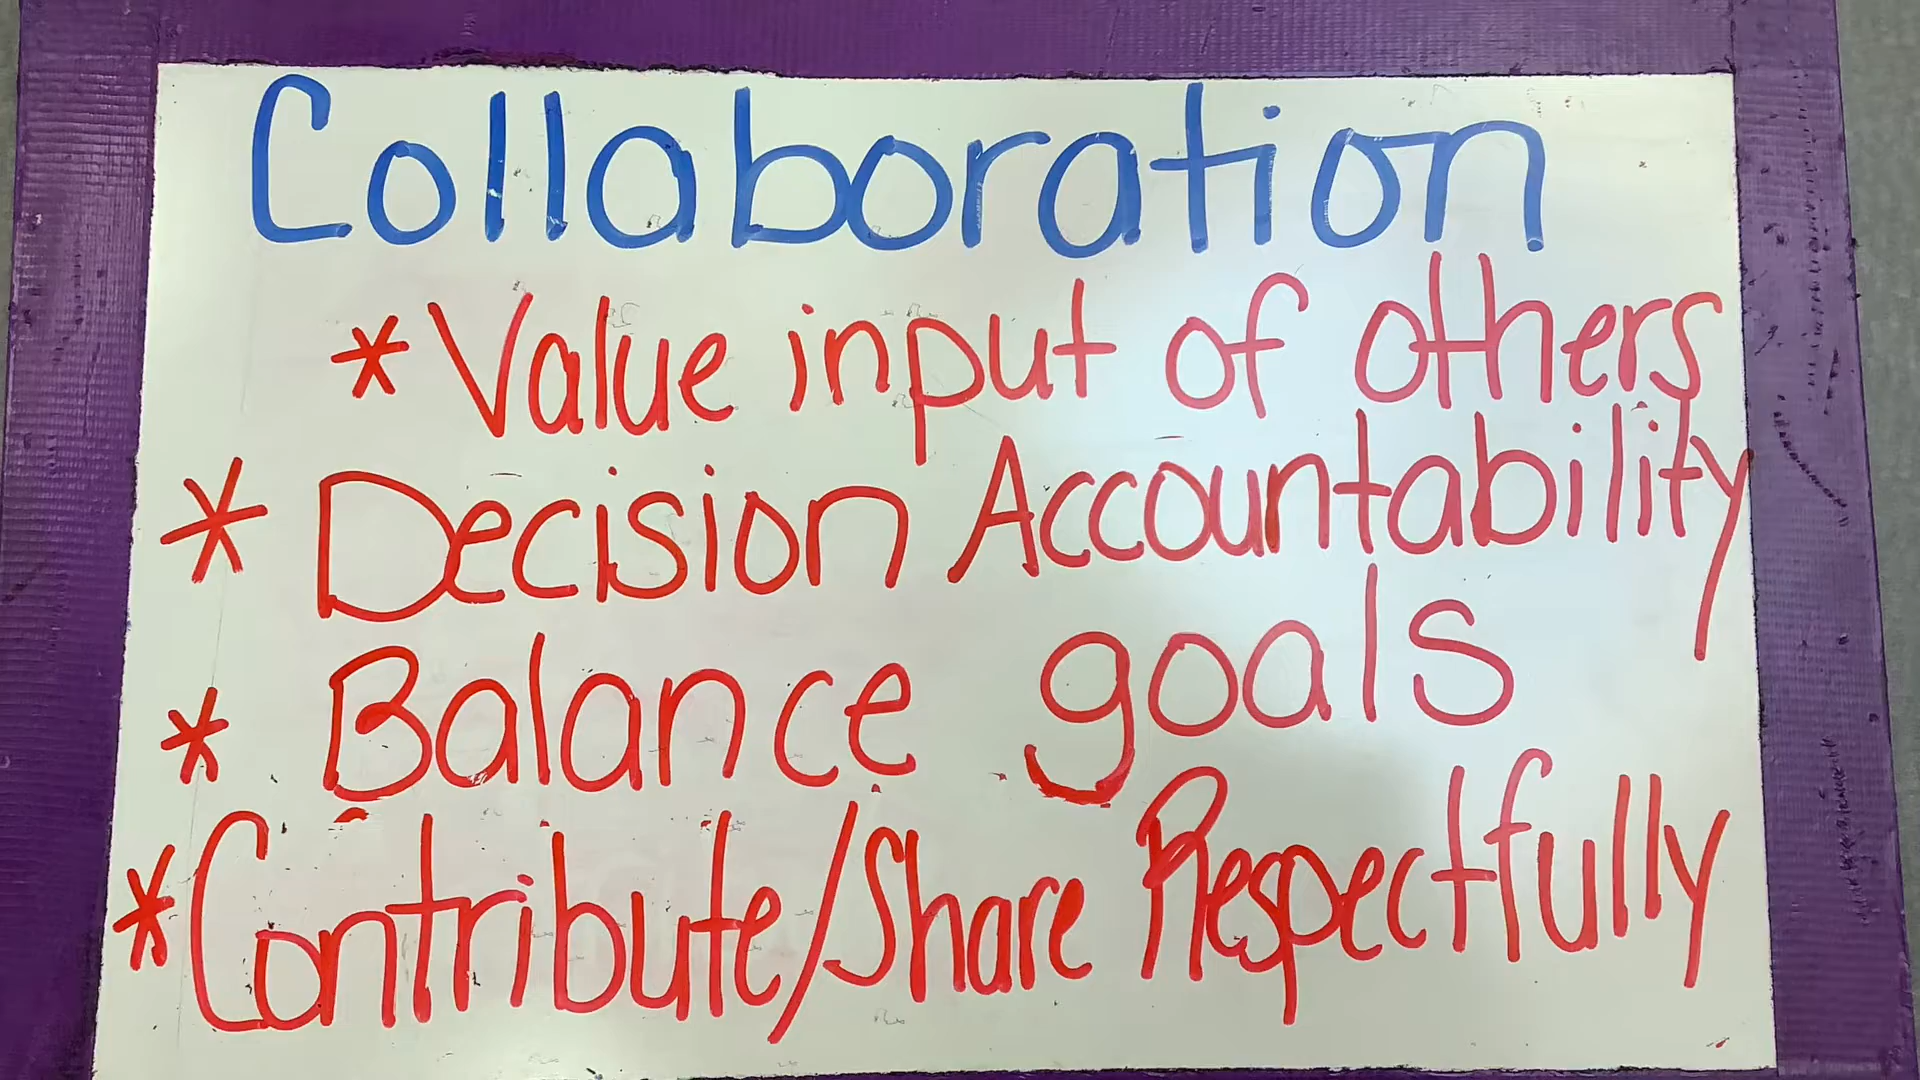 Collaboration
* Value input of others
* Decision Accountability
* Balance goals
* Contribute/Share Respectfully